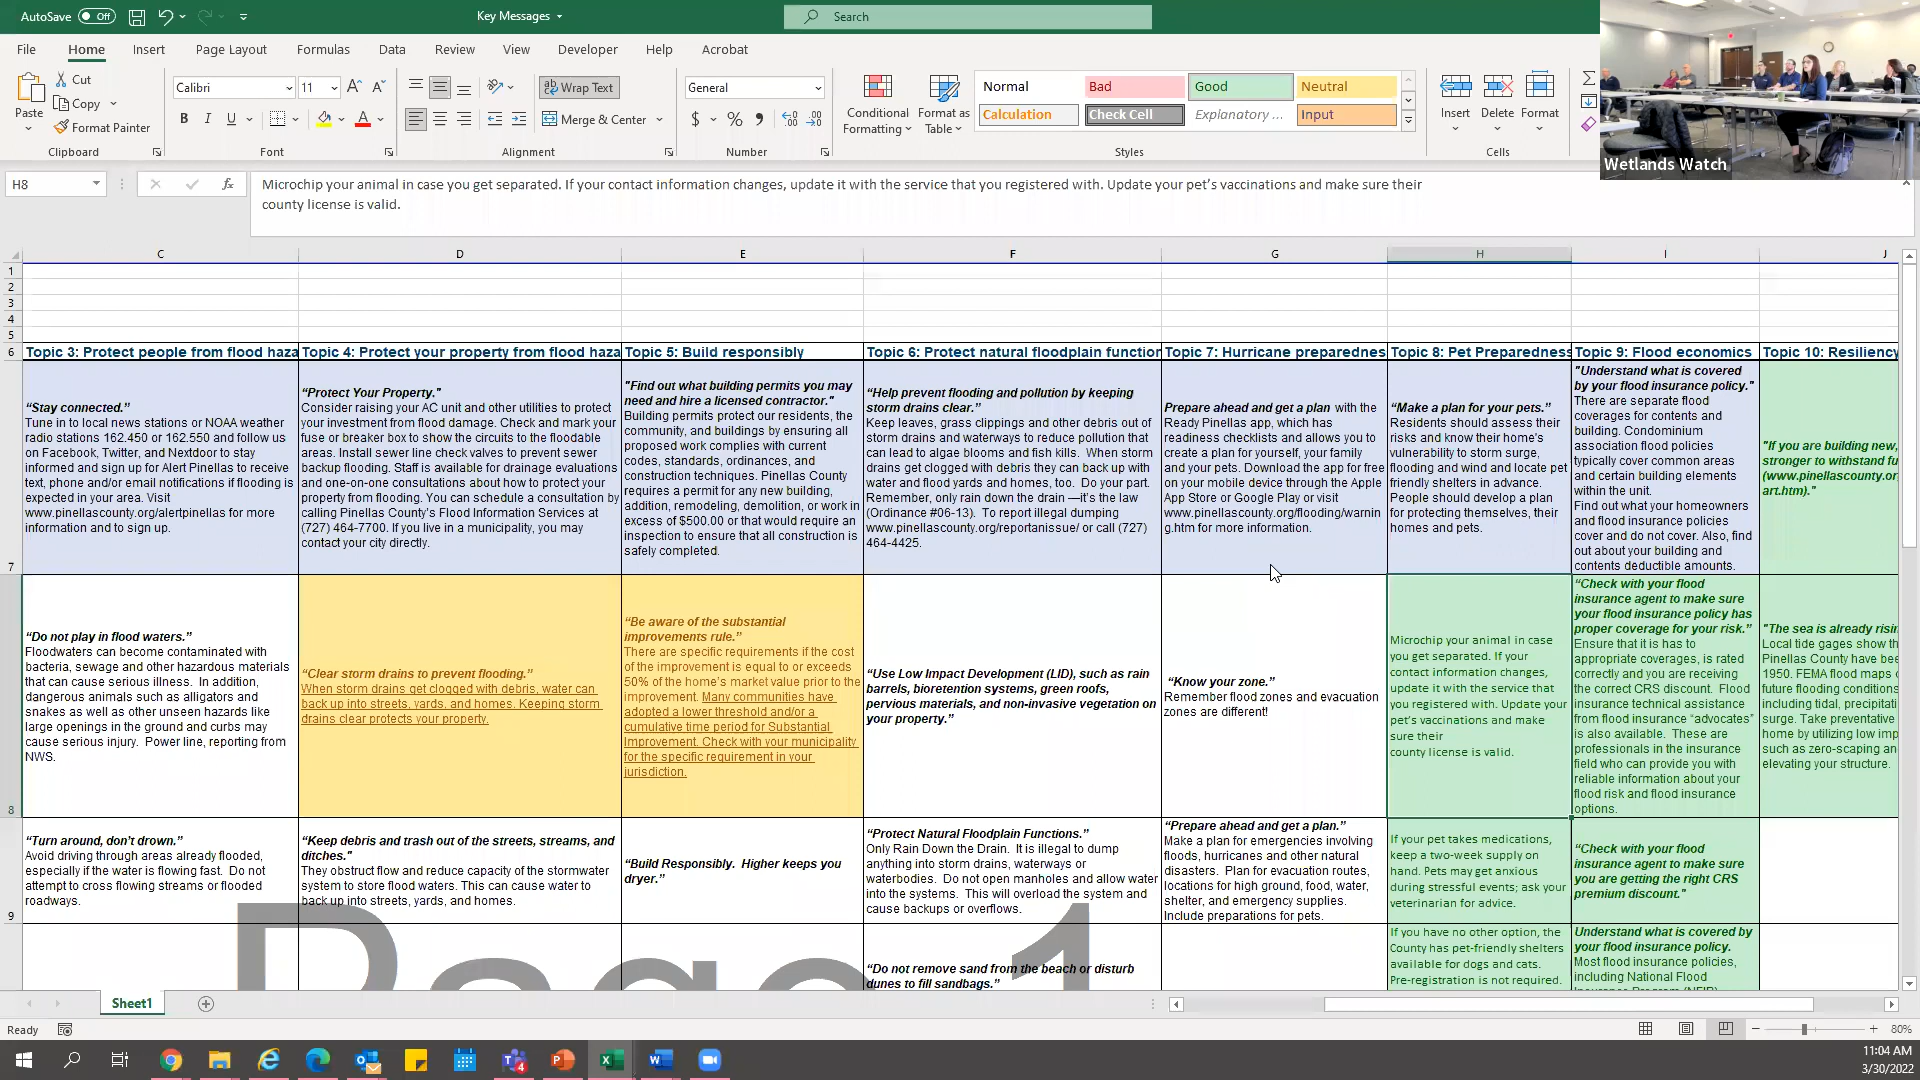 AutoSave Off
Key Messages
Search
File Home Insert Page Layout Formulas Data Review View Developer Help Acrobat
Paste
Cut
Copy
Format Painter
Clipboard
Calibri 11
B I U
Font
Wrap Text
Merge & Center
Alignment
General
$ %
Number
Conditional
Formatting
Format as
Table
Normal Bad Good Neutral
Calculation Check Cell Explanatory ... Input
Styles
Insert Delete Format
Cells
Wetlands Watch
H8
fx
Microchip your animal in case you get separated. If your contact information changes, update it with the service that you registered with. Update your pet's vaccinations and make sure their
county license is valid.
C D E F G H I J
1
2
3
4
5
6
Topic 3: Protect people from flood haza
Topic 4: Protect your property from flood haza
Topic 5: Build responsibly
Topic 6: Protect natural floodplain function
Topic 7: Hurricane preparednes
Topic 8: Pet Preparedness
Topic 9: Flood economics
Topic 10: Resiliency
7
“Stay connected.”
Tune in to local news stations or NOAA weather
radio stations 162.450 or 162.550 and follow us
on Facebook, Twitter, and Nextdoor to stay
informed and sign up for Alert Pinellas to receive
text, phone and/or email notifications if flooding is
expected in your area. Visit
www.pinellascounty.org/alertpinellas for more
information and to sign up.
“Protect Your Property."
Consider raising your AC unit and other utilities to protect
your investment from flood damage. Check and mark your
fuse or breaker box to show the circuits to the floodable
areas. Install sewer line check valves to prevent sewer
backup flooding. Staff is available for drainage evaluations
and one-on-one consultations about how to protect your
property from flooding. You can schedule a consultation by
calling Pinellas County's Flood Information Services at
(727) 464-7700. If you live in a municipality, you may
contact your city directly.
"Find out what building permits you may
need and hire a licensed contractor."
Building permits protect our residents, the
community, and buildings by ensuring all
proposed work complies with current
codes, standards, ordinances, and
construction techniques. Pinellas County
requires a permit for any new building,
addition, remodeling, demolition, or work in
excess of $500.00 or that would require an
inspection to ensure that all construction is
safely completed.
“Help prevent flooding and pollution by keeping
storm drains clear.”
Keep leaves, grass clippings and other debris out of
storm drains and waterways to reduce pollution that
can lead to algae blooms and fish kills. When storm
drains get clogged with debris they can back up with
water and flood yards and homes, too. Do your part.
Remember, only rain down the drain —it's the law
(Ordinance #06-13). To report illegal dumping
www.pinellascounty.org/reportanissue/ or call (727)
464-4425.
Prepare ahead and get a plan with the
Ready Pinellas app, which has
readiness checklists and allows you to
create a plan for yourself, your family
and your pets. Download the app for free
on your mobile device through the Apple
App Store or Google Play or visit
www.pinellascounty.org/flooding/warnin
g.htm for more information.
“Make a plan for your pets.”
Residents should assess their
risks and know their home's
vulnerability to storm surge,
flooding and wind and locate pet
friendly shelters in advance.
People should develop a plan
for protecting themselves, their
homes and pets.
"Understand what is covered
by your flood insurance policy."
There are separate flood
coverages for contents and
building. Condominium
association flood policies
typically cover common areas
and certain building elements
within the unit.
Find out what your homeowners
and flood insurance policies
cover and do not cover. Also, find
out about your building and
contents deductible amounts.
"If you are building new,
stronger to withstand fu
(www.pinellascounty.or
art.htm)."
8
“Do not play in flood waters.”
Floodwaters can become contaminated with
bacteria, sewage and other hazardous materials
that can cause serious illness. In addition,
dangerous animals such as alligators and
snakes as well as other unseen hazards like
large openings in the ground and curbs may
cause serious injury. Power line, reporting from
NWS.
“Clear storm drains to prevent flooding.”
When storm drains get clogged with debris, water can
back up into streets, yards, and homes. Keeping storm
drains clear protects your property.
“Be aware of the substantial
improvements rule.”
There are specific requirements if the cost
of the improvement is equal to or exceeds
50% of the home's market value prior to the
improvement. Many communities have
adopted a lower threshold and/or a
cumulative time period for Substantial
Improvement. Check with your municipality
for the specific requirement in your
jurisdiction.
“Use Low Impact Development (LID), such as rain
barrels, bioretention systems, green roofs,
pervious materials, and non-invasive vegetation on
your property.”
“Know your zone.”
Remember flood zones and evacuation
zones are different!
Microchip your animal in case
you get separated. If your
contact information changes,
update it with the service that
you registered with. Update your
pet's vaccinations and make
sure their
county license is valid.
“Check with your flood
insurance agent to make sure
your flood insurance policy has
proper coverage for your risk.”
Ensure that it is has to
appropriate coverages, is rated
correctly and you are receiving
the correct CRS discount. Flood
insurance technical assistance
from flood insurance “advocates”
is also available. These are
professionals in the insurance
field who can provide you with
reliable information about your
flood risk and flood insurance
options.
"The sea is already risin
Local tide gages show th
Pinellas County have bee
1950. FEMA flood maps d
future flooding conditions
including tidal, precipitati
surge. Take preventative
home by utilizing low imp
such as zero-scaping an
elevating your structure.
9
“Turn around, don't drown.”
Avoid driving through areas already flooded,
especially if the water is flowing fast. Do not
attempt to cross flowing streams or flooded
roadways.
“Keep debris and trash out of the streets, streams, and
ditches."
They obstruct flow and reduce capacity of the stormwater
system to store flood waters. This can cause water to
back up into streets, yards, and homes.
“Build Responsibly. Higher keeps you
dryer.”
“Protect Natural Floodplain Functions.”
Only Rain Down the Drain. It is illegal to dump
anything into storm drains, waterways or
waterbodies. Do not open manholes and allow water
into the systems. This will overload the system and
cause backups or overflows.
“Prepare ahead and get a plan.”
Make a plan for emergencies involving
floods, hurricanes and other natural
disasters. Plan for evacuation routes,
locations for high ground, food, water,
shelter, and emergency supplies.
Include preparations for pets.
If your pet takes medications,
keep a two-week supply on
hand. Pets may get anxious
during stressful events; ask your
veterinarian for advice.
“Check with your flood
insurance agent to make sure
you are getting the right CRS
premium discount."
Page 1
“Do not remove sand from the beach or disturb
dunes to fill sandbags.”
If you have no other option, the
County has pet-friendly shelters
available for dogs and cats.
Pre-registration is not required.
Understand what is covered by
your flood insurance policy.
Most flood insurance policies,
including National Flood
Insurance Program (NFIP)
Sheet1
Ready
80%
4
11:04 AM
3/30/2022